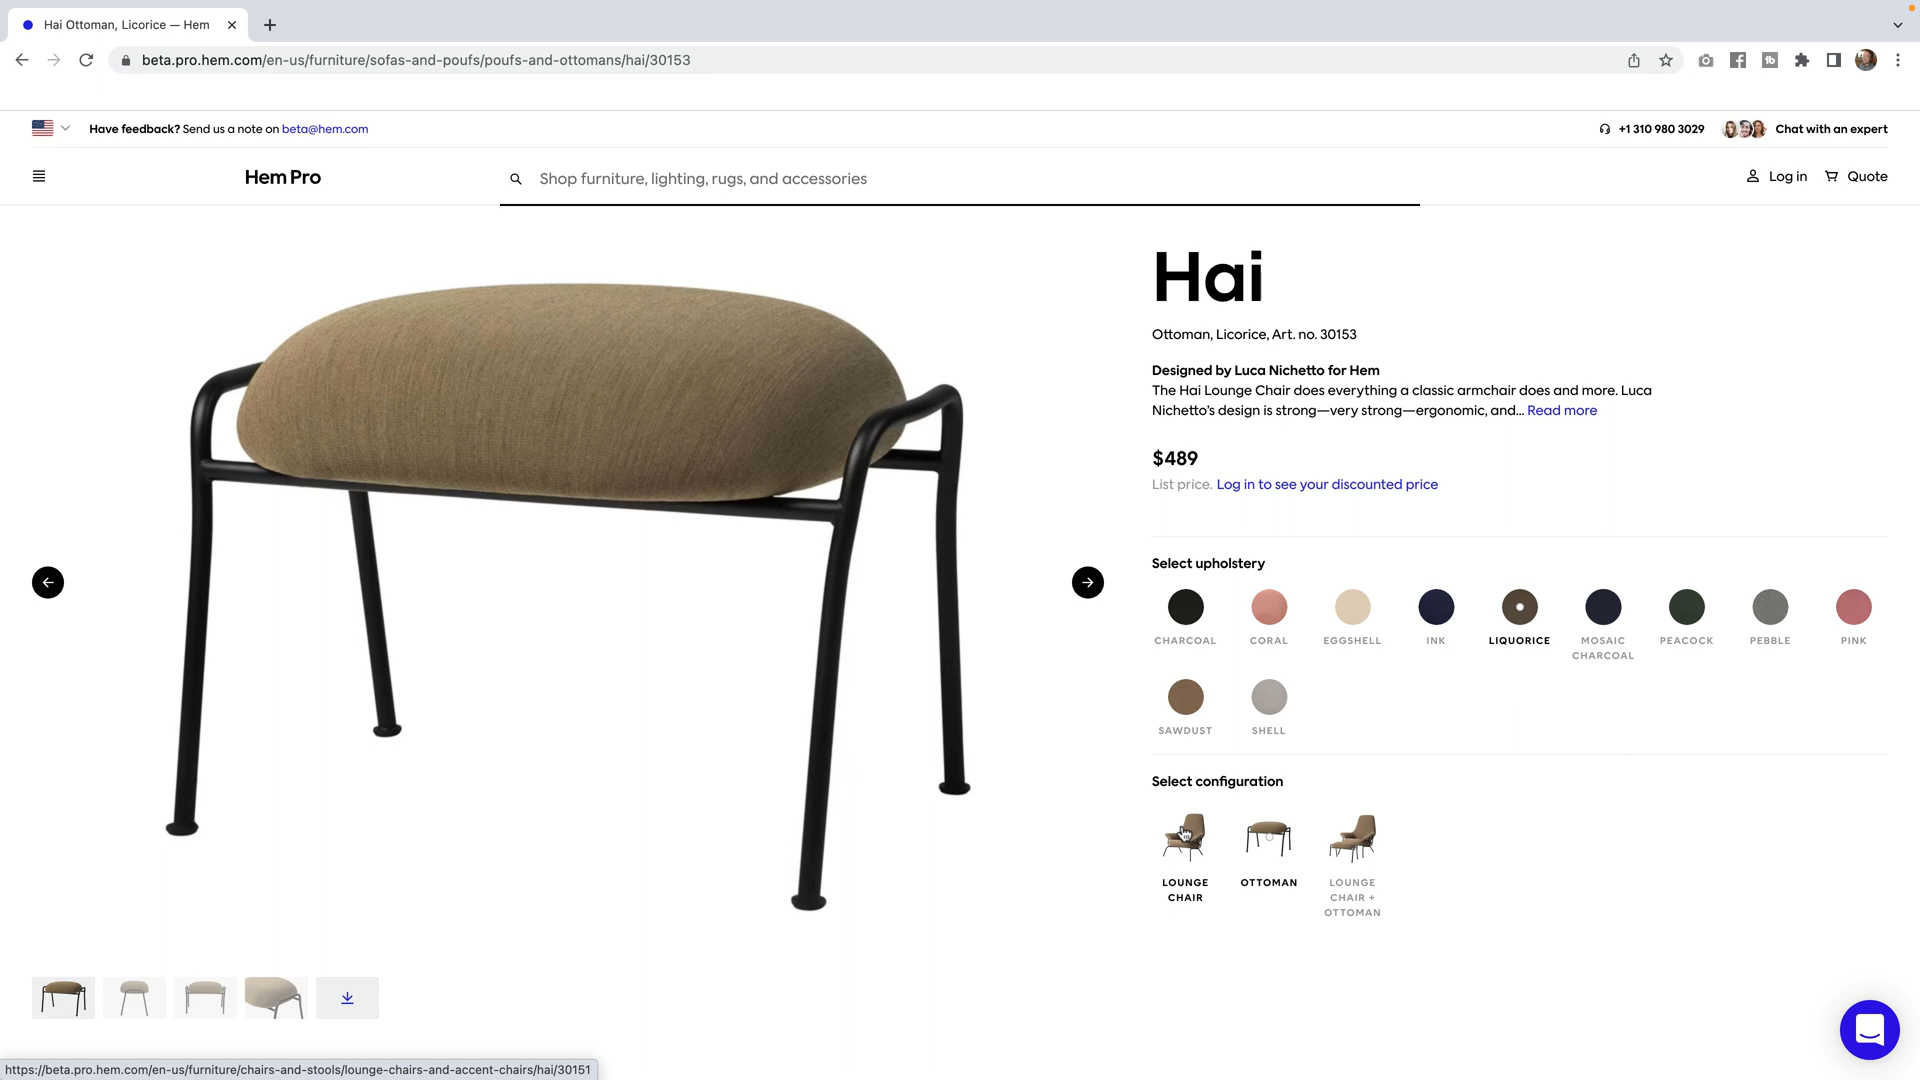 Hai Ottoman, Licorice — Hem
beta.pro.hem.com/en-us/furniture/sofas-and-poufs/poufs-and-ottomans/hai/30153
Have feedback? Send us a note on beta@hem.com
+1 310 980 3029
Chat with an expert
Hem Pro
Shop furniture, lighting, rugs, and accessories
Log in
Quote
Hai
Ottoman, Licorice, Art. no. 30153
Designed by Luca Nichetto for Hem
The Hai Lounge Chair does everything a classic armchair does and more. Luca
Nichetto's design is strong—very strong—ergonomic, and... Read more
$489
List price. Log in to see your discounted price
Select upholstery
CHARCOAL
CORAL
EGGSHELL
INK
LIQUORICE
MOSAIC
CHARCOAL
PEACOCK
PEBBLE
PINK
SAWDUST
SHELL
Select configuration
LOUNGE
CHAIR
OTTOMAN
LOUNGE
CHAIR +
OTTOMAN
https://beta.pro.hem.com/en-us/furniture/chairs-and-stools/lounge-chairs-and-accent-chairs/hai/30151